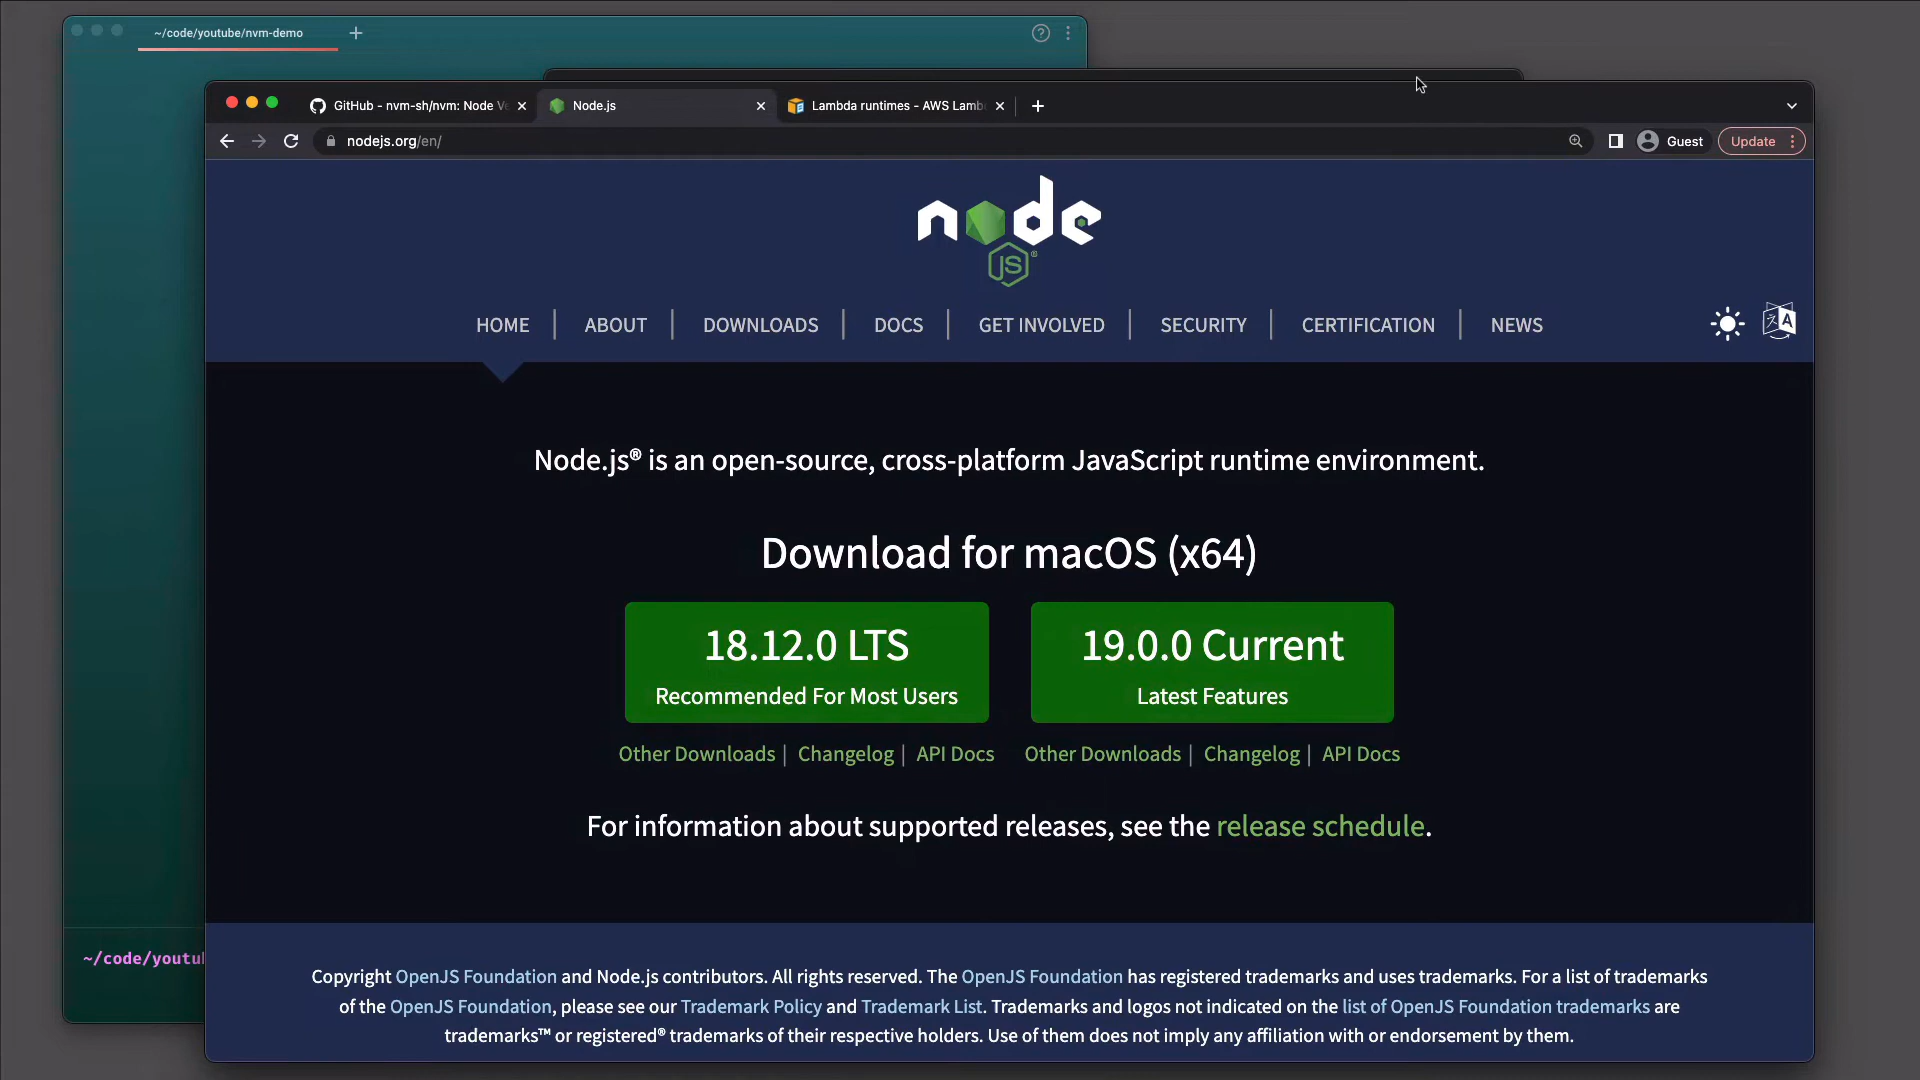 ~/code/youtube/nvm-demo
GitHub - nvm-sh/nvm: Node
Node.js
Lambda runtimes - AWS Lamb
nodejs.org/en/
Guest
Update
node
JS
HOME
ABOUT
DOWNLOADS
DOCS
GET INVOLVED
SECURITY
CERTIFICATION
NEWS
Node.js® is an open-source, cross-platform JavaScript runtime environment.
Download for macOS (x64)
18.12.0 LTS
Recommended For Most Users
19.0.0 Current
Latest Features
Other Downloads | Changelog | API Docs
Other Downloads | Changelog | API Docs
For information about supported releases, see the release schedule.
~/code/youtu
Copyright OpenJS Foundation and Node.js contributors. All rights reserved. The OpenJS Foundation has registered trademarks and uses trademarks. For a list of trademarks
of the OpenJS Foundation, please see our Trademark Policy and Trademark List. Trademarks and logos not indicated on the list of OpenJS Foundation trademarks are
trademarks™ or registered® trademarks of their respective holders. Use of them does not imply any affiliation with or endorsement by them.